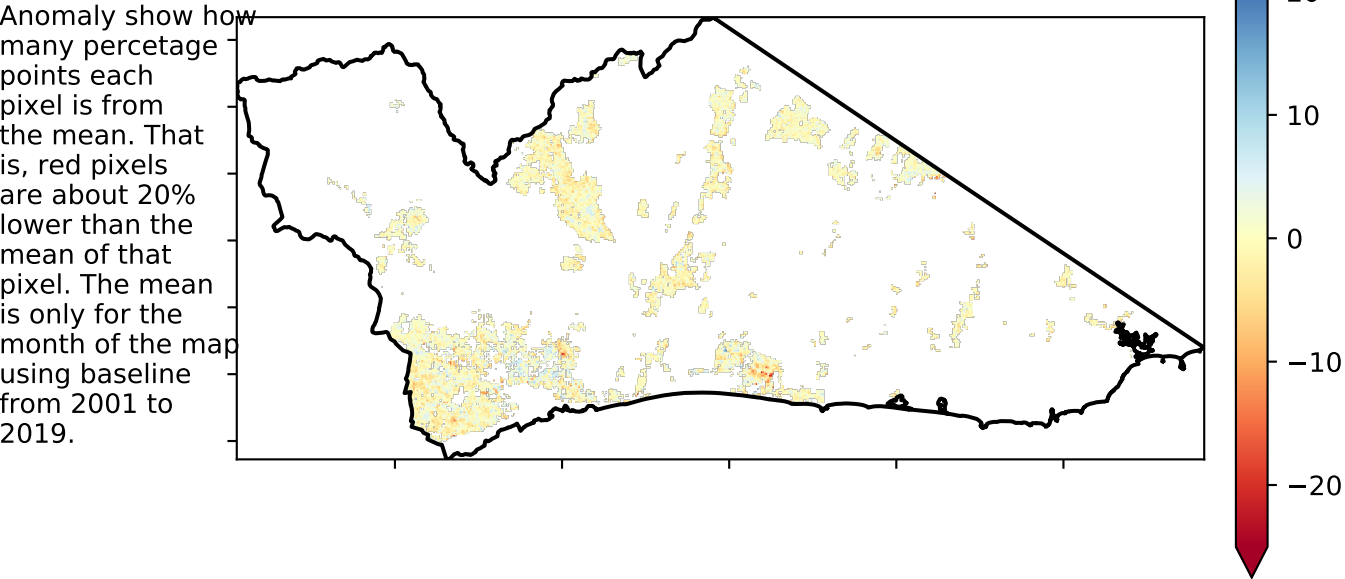 Anomaly show how
many percetage
points each
pixel is from
the mean. That
is, red pixels
are about 20%
lower than the
mean of that
pixel. The mean
is only for the
month of the map
using baseline
from 2001 to
2019.
10
0
−10
−20